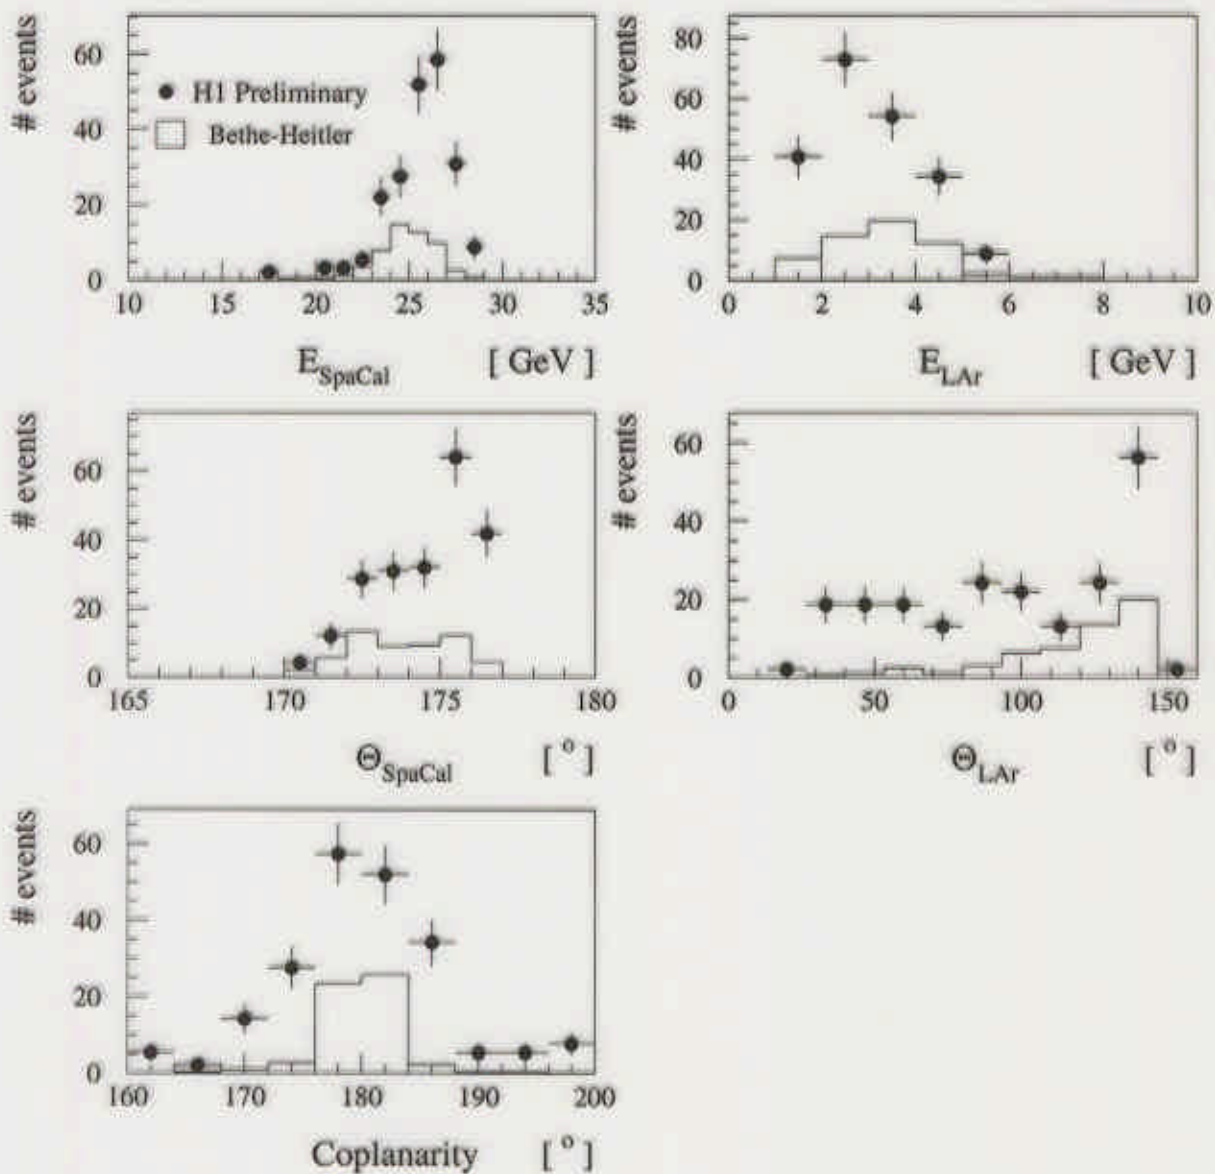 # events
60
40
20
0
● H1 Preliminary
Bethe-Heitler
10 15 20 25 30 35
E_SpaCal [ GeV ]
# events
80
60
40
20
0
0 2 4 6 8 10
E_LAr [ GeV ]
# events
60
40
20
0
165 170 175 180
Θ_SpaCal [ ° ]
# events
60
40
20
0
0 50 100 150
Θ_LAr [ ° ]
# events
60
40
20
0
160 170 180 190 200
Coplanarity [ ° ]